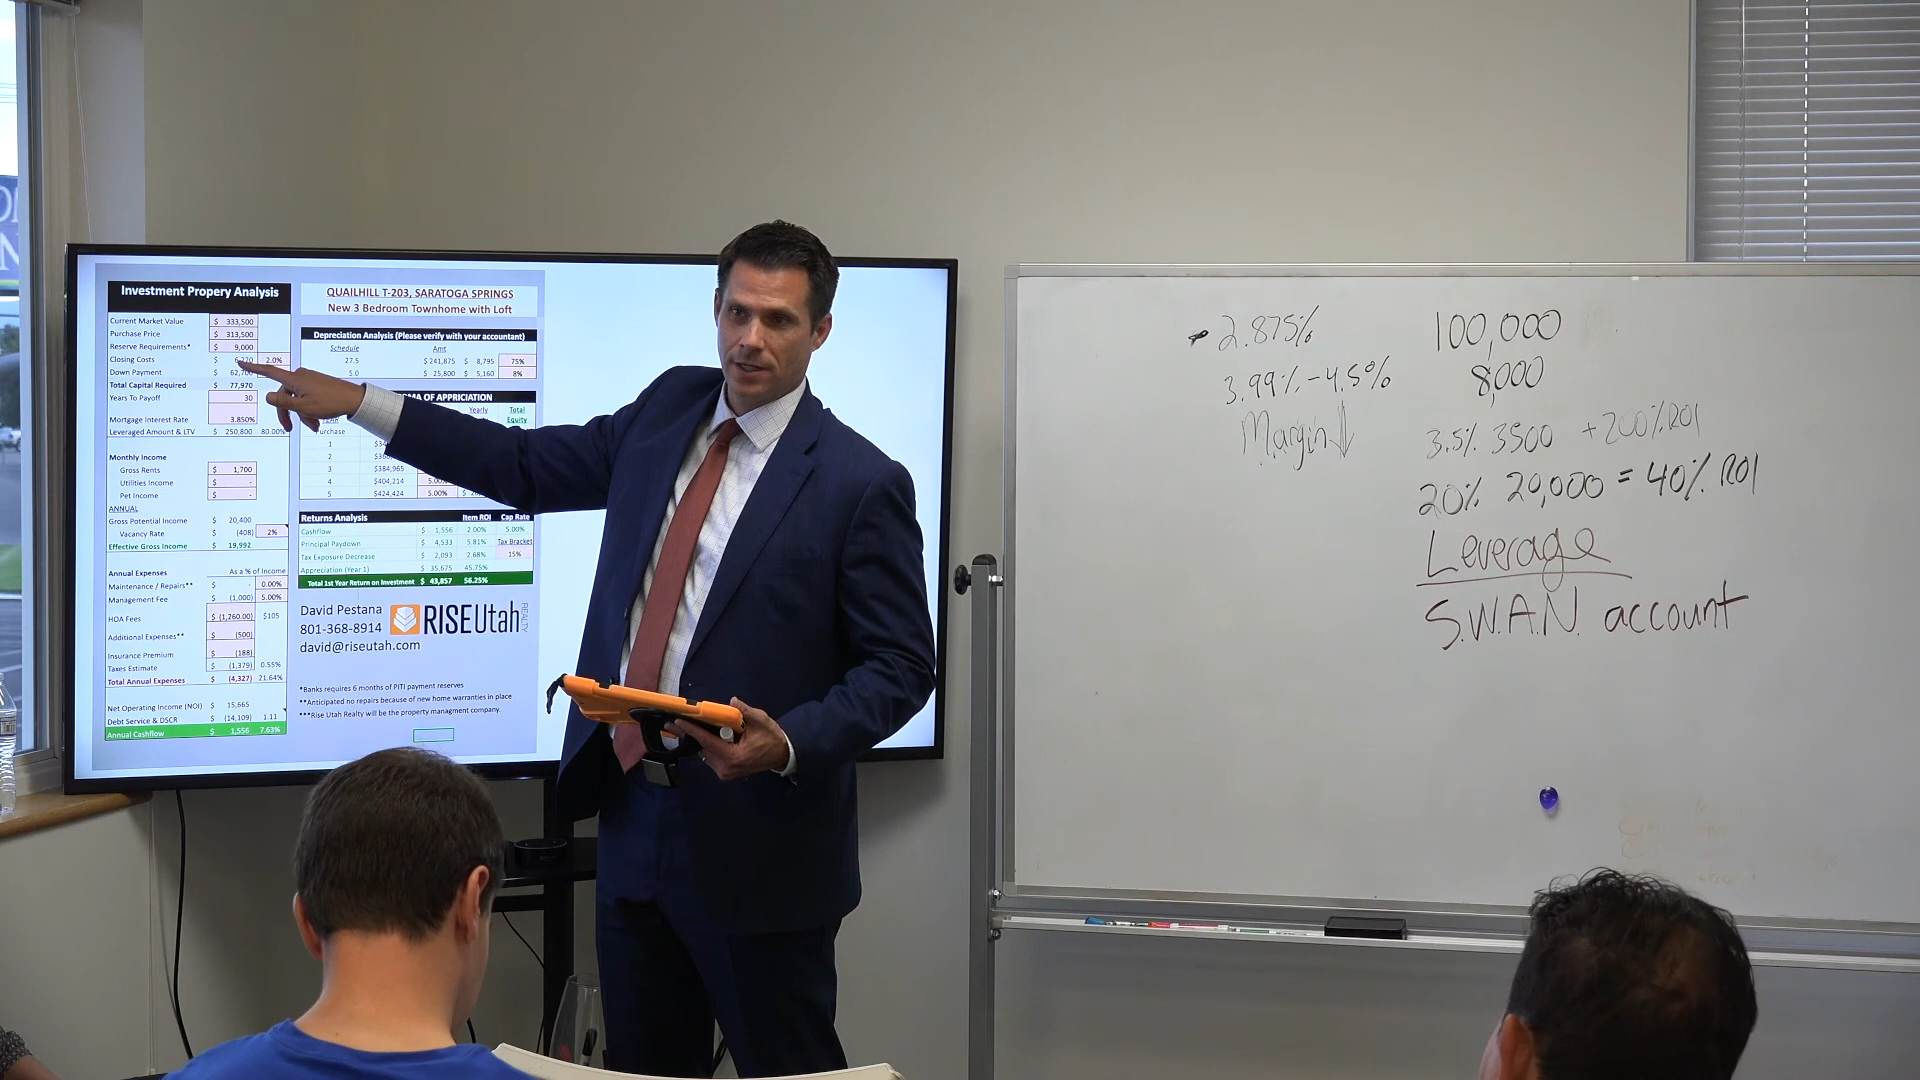 Investment Propery Analysis
Current Market Value $ 333,500
Purchase Price $ 313,500
Reserve Requirements* $ 9,000
Closing Costs $ 6,270 2.0%
Down Payment $ 62,700
Total Capital Required $ 77,970
Years To Payoff 30
Mortgage Interest Rate 3.850%
Leveraged Amount & LTV $ 250,800 80.00%
Monthly Income
Gross Rents $ 1,700
Utilities Income $ -
Pet Income $ -
ANNUAL
Gross Potential Income $ 20,400
Vacancy Rate $ (408) 2%
Effective Gross Income $ 19,992
Annual Expenses As a % of Income
Maintenance / Repairs** $ - 0.00%
Management Fee $ (1,000) 5.00%
HOA Fees $ (1,260.00) $105
Additional Expenses** $ (500)
Insurance Premium $ (188)
Taxes Estimate $ (1,379) 0.55%
Total Annual Expenses $ (4,327) 21.64%
Net Operating Income (NOI) $ 15,665
Debt Service & DSCR $ (14,109) 1.11
Annual Cashflow $ 1,556 7.63%
QUAILHILL T-203, SARATOGA SPRINGS
New 3 Bedroom Townhome with Loft
Depreciation Analysis (Please verify with your accountant)
Schedule Amt
27.5 $ 241,875 $ 8,795 75%
5.0 $ 25,800 $ 5,160 8%
OF APPRICIATION
Yearly Total
Equity
Purchase
1
2
3 $384,965
4 $404,214 5.00%
5 $424,424 5.00%
Returns Analysis Item ROI Cap Rate
Cashflow $ 1,556 2.00% 5.00%
Principal Paydown $ 4,533 5.81% Tax Bracket
Tax Exposure Decrease $ 2,093 2.68% 15%
Appreciation (Year 1) $ 35,675 45.75%
Total 1st Year Return on Investment $ 43,857 56.25%
David Pestana
801-368-8914
david@riseutah.com
RISEUtah REALTY
*Banks requires 6 months of PITI payment reserves
**Anticipated no repairs because of new home warranties in place
***Rise Utah Realty will be the property managment company.
2.875%
3.99% - 4.5%
Margin ↓
100,000
8,000
3.5% 3500 +200% ROI
20% 20,000 = 40% ROI
Leverage
S.W.A.N. account